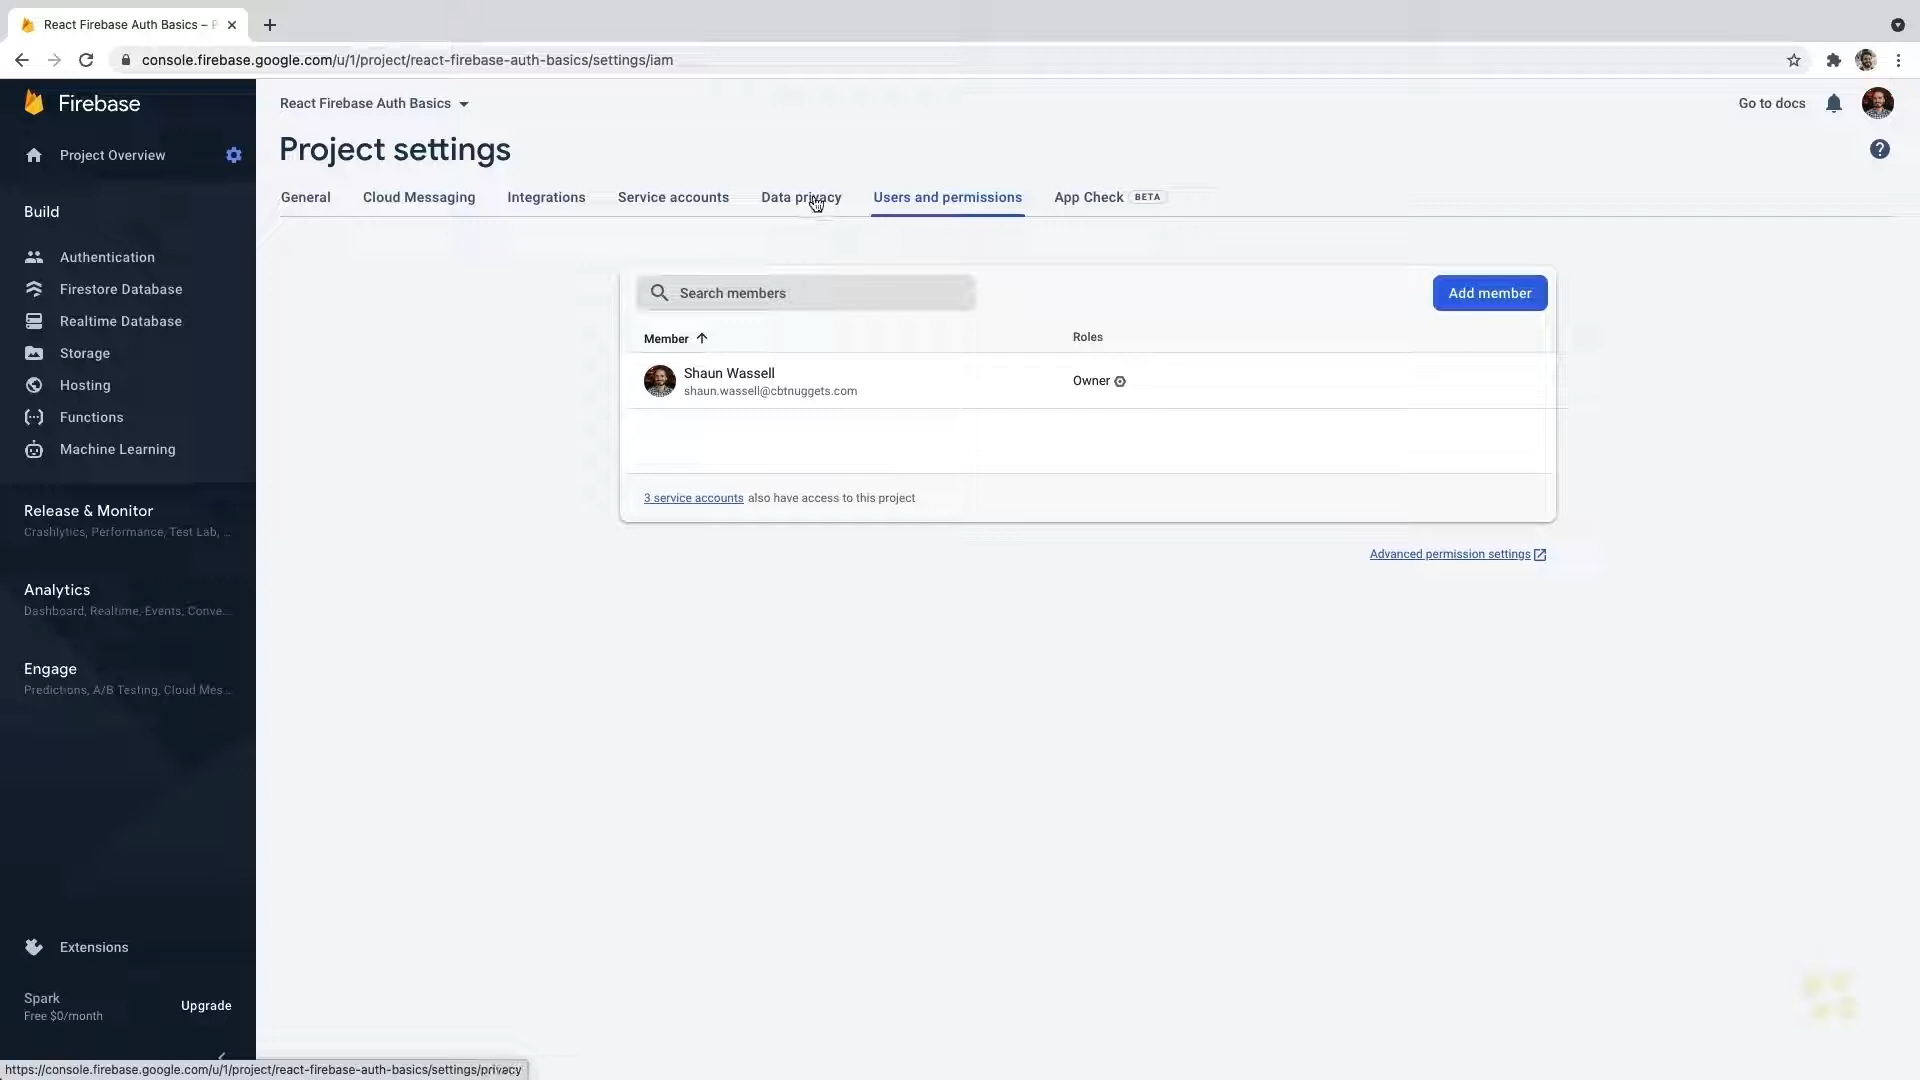 React Firebase Auth Basics – P
console.firebase.google.com/u/1/project/react-firebase-auth-basics/settings/iam
Firebase
React Firebase Auth Basics
Go to docs
Project Overview
Project settings
General
Cloud Messaging
Integrations
Service accounts
Data privacy
Users and permissions
App Check BETA
Build
Authentication
Firestore Database
Realtime Database
Storage
Hosting
Functions
Machine Learning
Release & Monitor
Crashlytics, Performance, Test Lab, ...
Analytics
Dashboard, Realtime, Events, Conve...
Engage
Predictions, A/B Testing, Cloud Mes...
Extensions
Spark
Free $0/month
Upgrade
Search members
Add member
Member
Roles
Shaun Wassell
shaun.wassell@cbtnuggets.com
Owner
3 service accounts also have access to this project
Advanced permission settings
https://console.firebase.google.com/u/1/project/react-firebase-auth-basics/settings/privacy